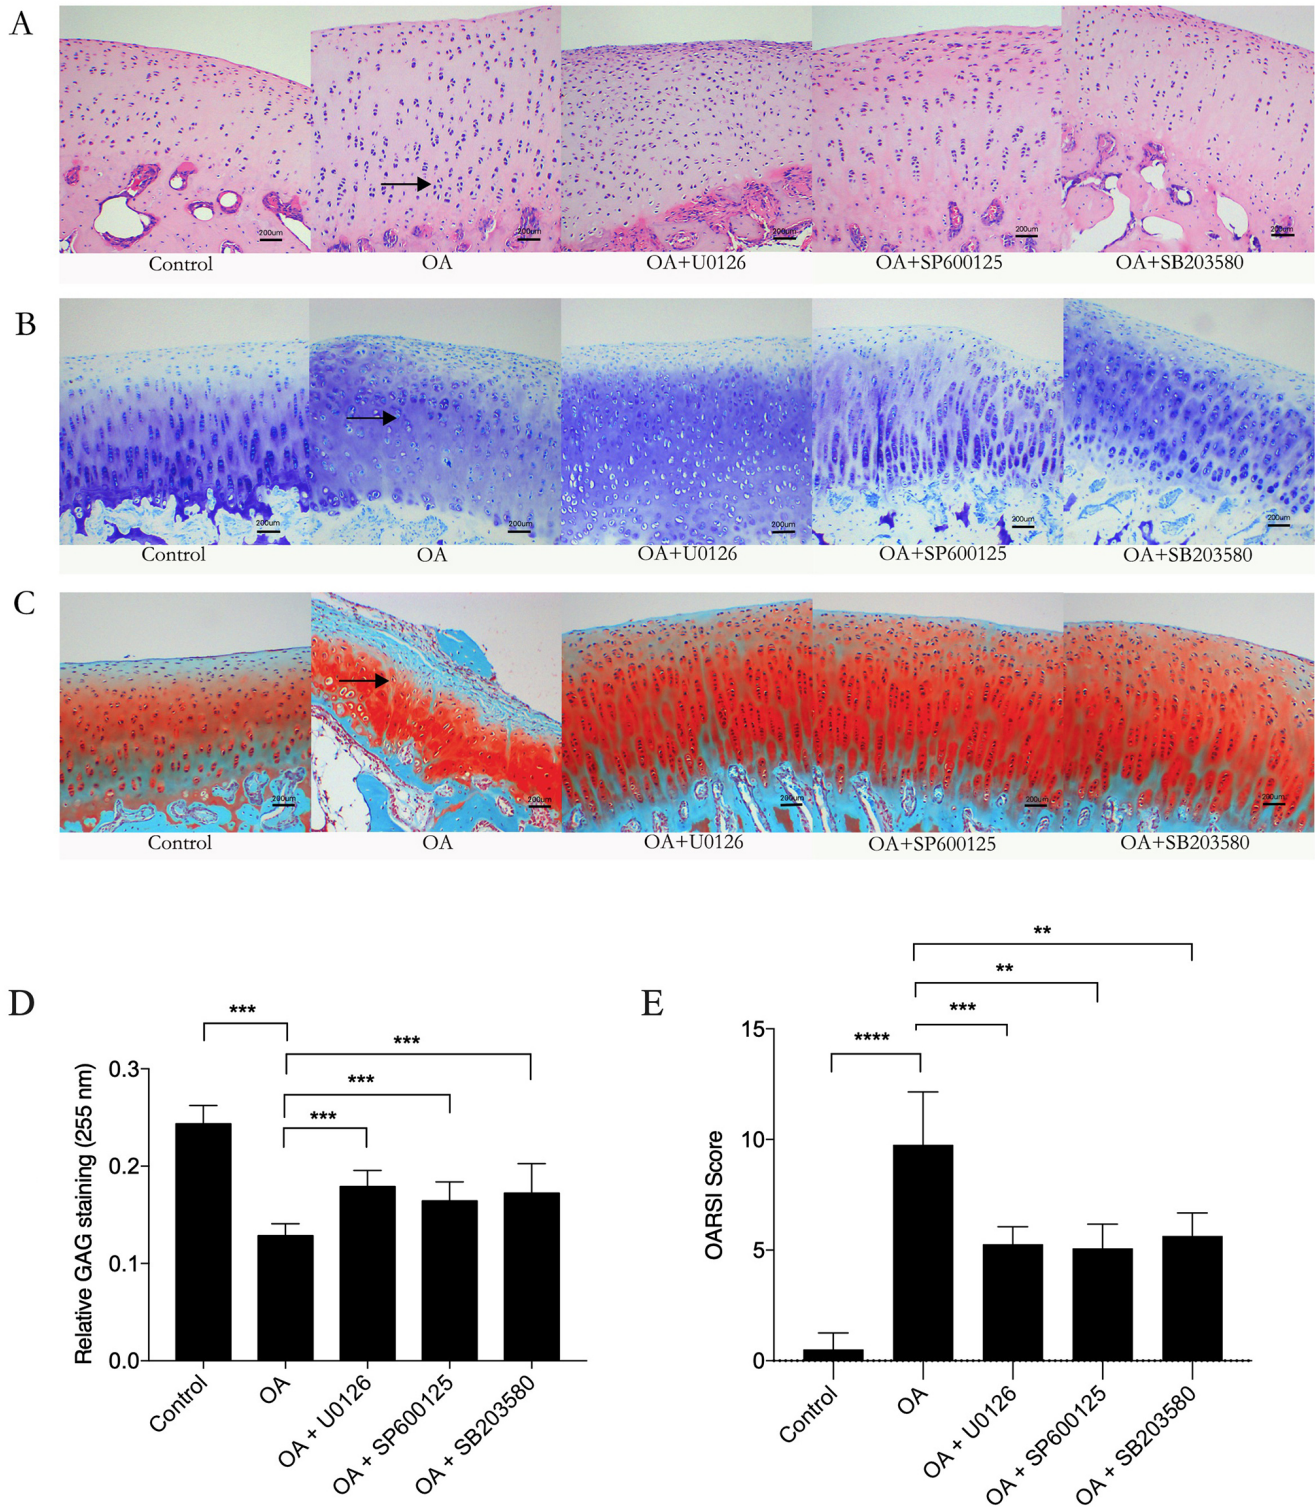 A
200um
200um
200um
200um
200um
Control
OA
OA+U0126
OA+SP600125
OA+SB203580
B
200um
200um
200um
200um
200um
Control
OA
OA+U0126
OA+SP600125
OA+SB203580
C
200um
200um
200um
200um
200um
Control
OA
OA+U0126
OA+SP600125
OA+SB203580
D
***
***
***
***
Relative GAG staining (255 nm)
0.3
0.2
0.1
0.0
Control
OA
OA + U0126
OA + SP600125
OA + SB203580
E
**
**
***
****
OARSI Score
15
10
5
0
Control
OA
OA + U0126
OA + SP600125
OA + SB203580